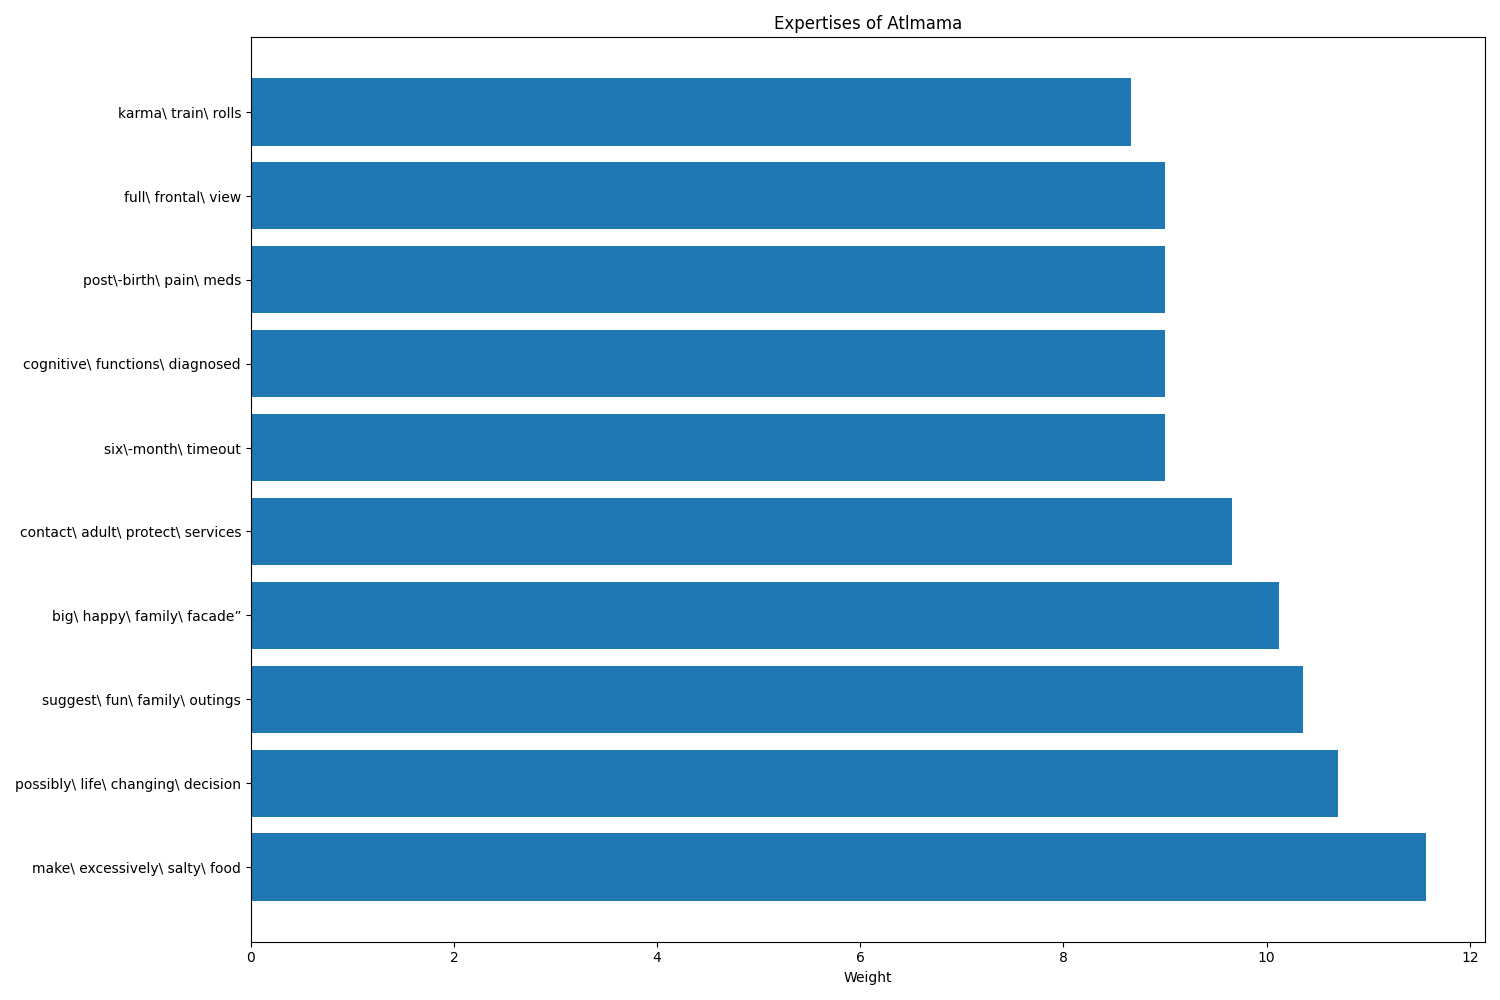 Expertises of Atlmama
karma\ train\ rolls
full\ frontal\ view
post\-birth\ pain\ meds
cognitive\ functions\ diagnosed
six\-month\ timeout
contact\ adult\ protect\ services
big\ happy\ family\ facade”
suggest\ fun\ family\ outings
possibly\ life\ changing\ decision
make\ excessively\ salty\ food
0 2 4 6 8 10 12
Weight